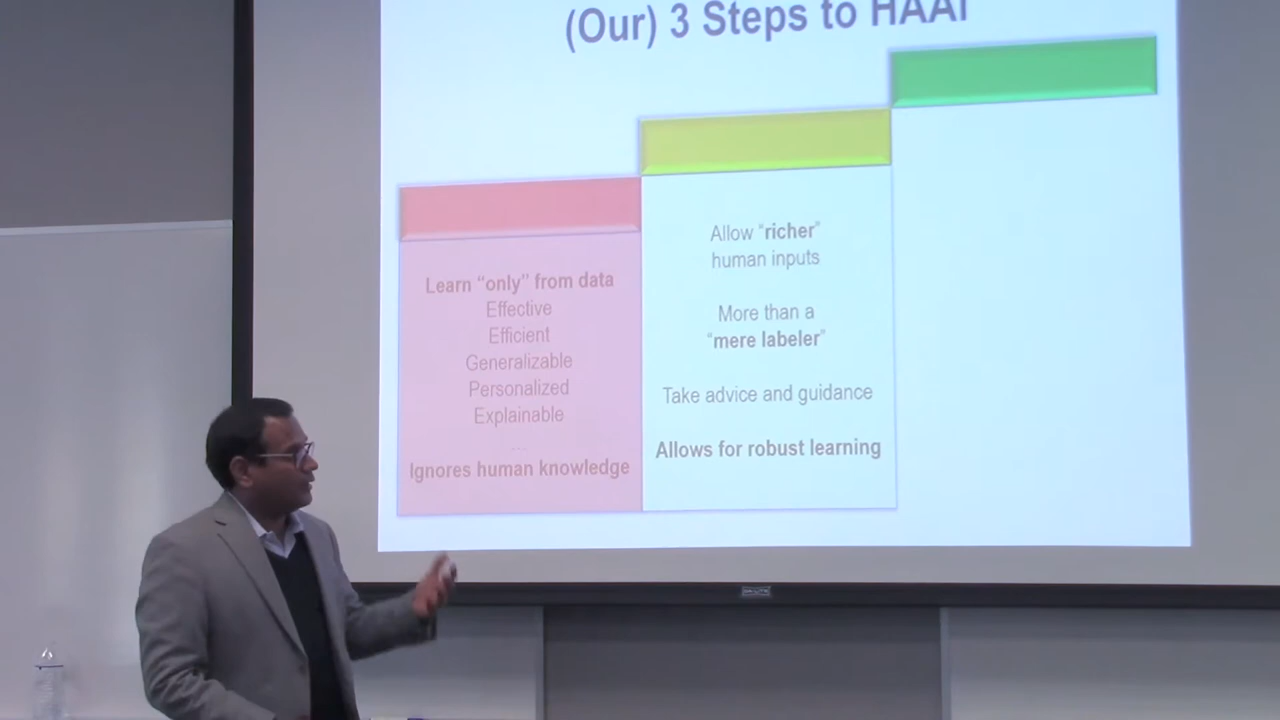 (Our) 3 Steps to HAAI
Learn “only” from data
Effective
Efficient
Generalizable
Personalized
Explainable
...
Ignores human knowledge
Allow “richer”
human inputs
More than a
“mere labeler”
Take advice and guidance
Allows for robust learning